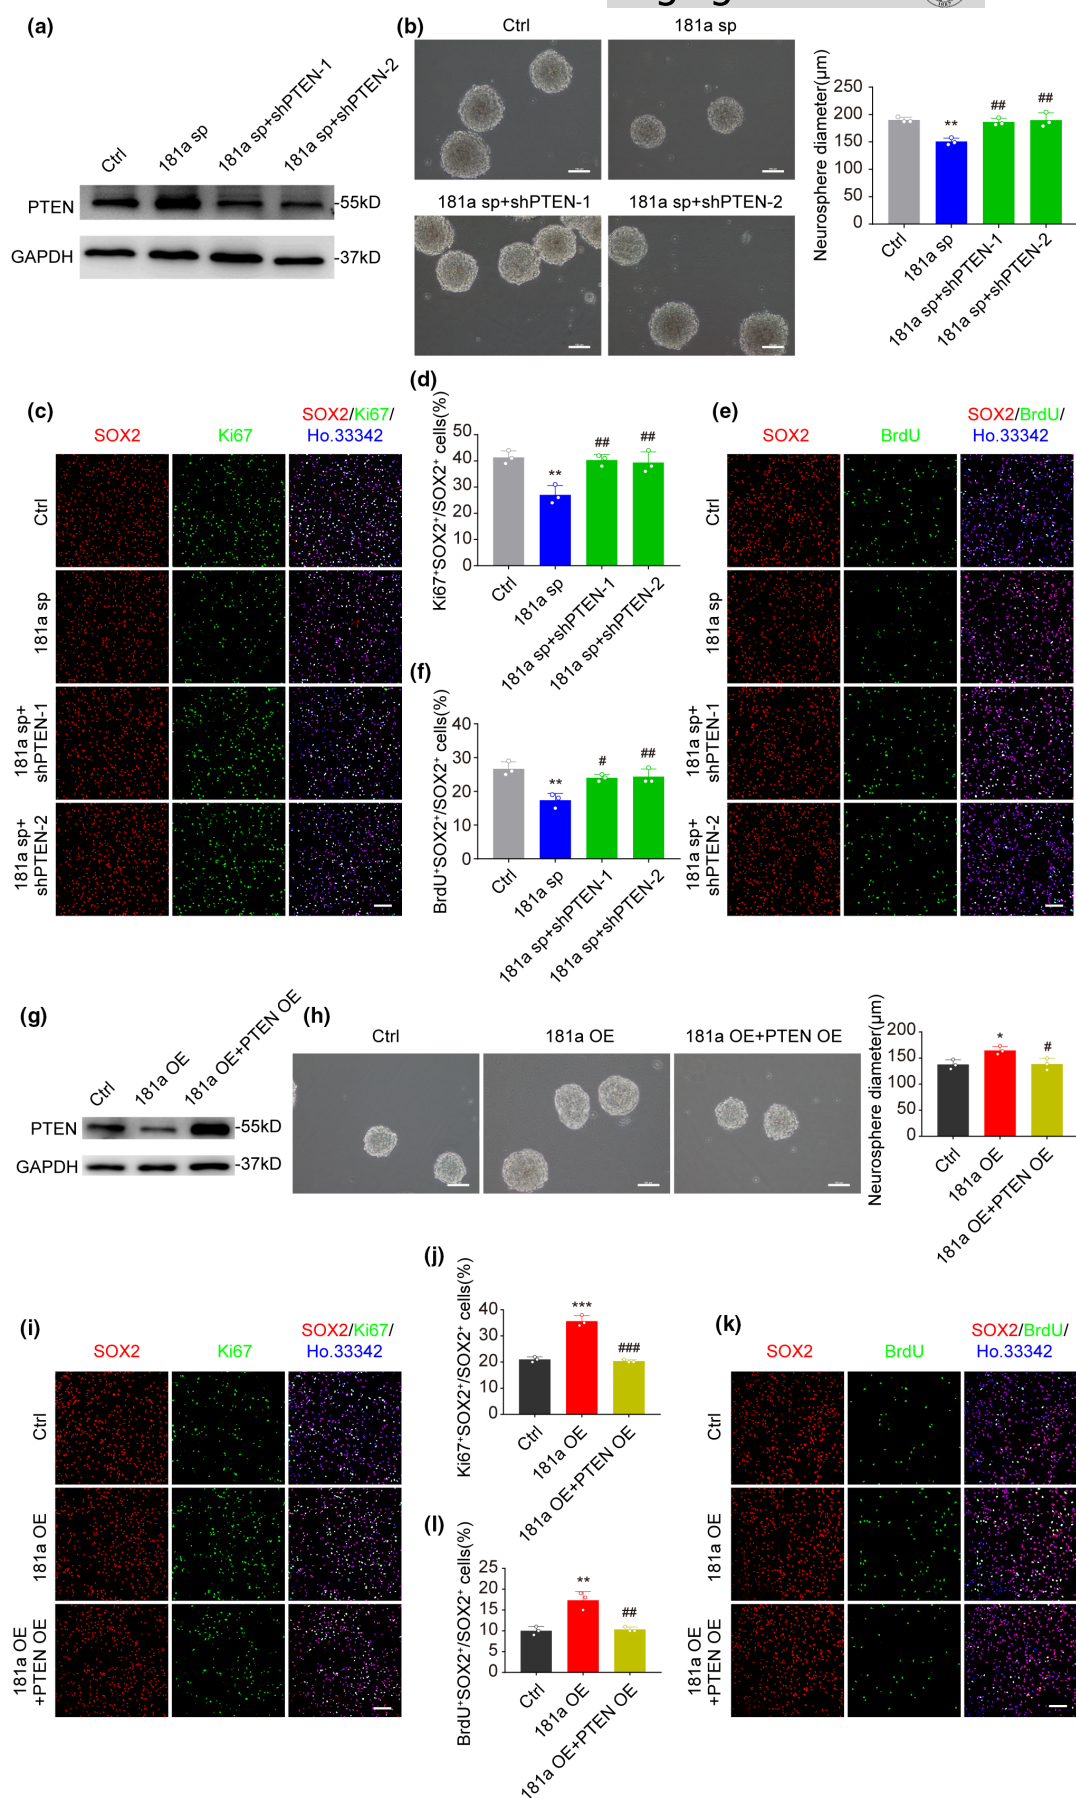 (a)
Ctrl
181a sp
181a sp+shPTEN-1
181a sp+shPTEN-2
PTEN
-55kD
GAPDH
-37kD
(b)
Ctrl
181a sp
181a sp+shPTEN-1
181a sp+shPTEN-2
Neurosphere diameter(μm)
250
200
150
100
50
0
**
##
##
Ctrl
181a sp
181a sp+shPTEN-1
181a sp+shPTEN-2
(c)
SOX2
Ki67
SOX2/Ki67/
Ho.33342
Ctrl
181a sp
181a sp+
shPTEN-1
181a sp+
shPTEN-2
(d)
Ki67⁺SOX2⁺/SOX2⁺ cells(%)
50
40
30
20
10
0
**
##
##
Ctrl
181a sp
181a sp+shPTEN-1
181a sp+shPTEN-2
(e)
SOX2
BrdU
SOX2/BrdU/
Ho.33342
Ctrl
181a sp
181a sp+
shPTEN-1
181a sp+
shPTEN-2
(f)
BrdU⁺SOX2⁺/SOX2⁺ cells(%)
40
30
20
10
0
**
#
##
Ctrl
181a sp
181a sp+shPTEN-1
181a sp+shPTEN-2
(g)
Ctrl
181a OE
181a OE+PTEN OE
PTEN
-55kD
GAPDH
-37kD
(h)
Ctrl
181a OE
181a OE+PTEN OE
Neurosphere diameter(μm)
200
150
100
50
0
*
#
Ctrl
181a OE
181a OE+PTEN OE
(i)
SOX2
Ki67
SOX2/Ki67/
Ho.33342
Ctrl
181a OE
181a OE
+PTEN OE
(j)
Ki67⁺SOX2⁺/SOX2⁺ cells(%)
40
30
20
10
0
***
###
Ctrl
181a OE
181a OE+PTEN OE
(k)
SOX2
BrdU
SOX2/BrdU/
Ho.33342
Ctrl
181a OE
181a OE
+PTEN OE
(l)
BrdU⁺SOX2⁺/SOX2⁺ cells(%)
25
20
15
10
5
0
**
##
Ctrl
181a OE
181a OE+PTEN OE